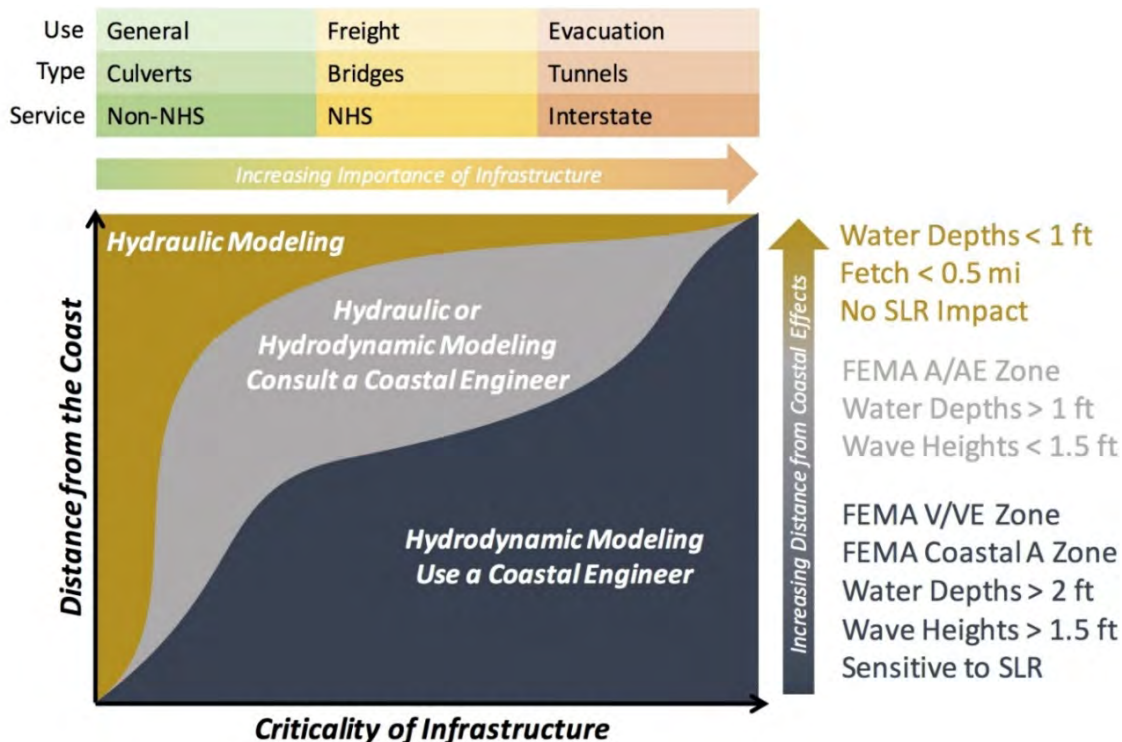 Use General Freight Evacuation
Type Culverts Bridges Tunnels
Service Non-NHS NHS Interstate
Increasing Importance of Infrastructure
Distance from the Coast
Hydraulic Modeling
Hydraulic or
Hydrodynamic Modeling
Consult a Coastal Engineer
Hydrodynamic Modeling
Use a Coastal Engineer
Criticality of Infrastructure
Increasing Distance from Coastal Effects
Water Depths < 1 ft
Fetch < 0.5 mi
No SLR Impact
FEMA A/AE Zone
Water Depths > 1 ft
Wave Heights < 1.5 ft
FEMA V/VE Zone
FEMA Coastal A Zone
Water Depths > 2 ft
Wave Heights > 1.5 ft
Sensitive to SLR